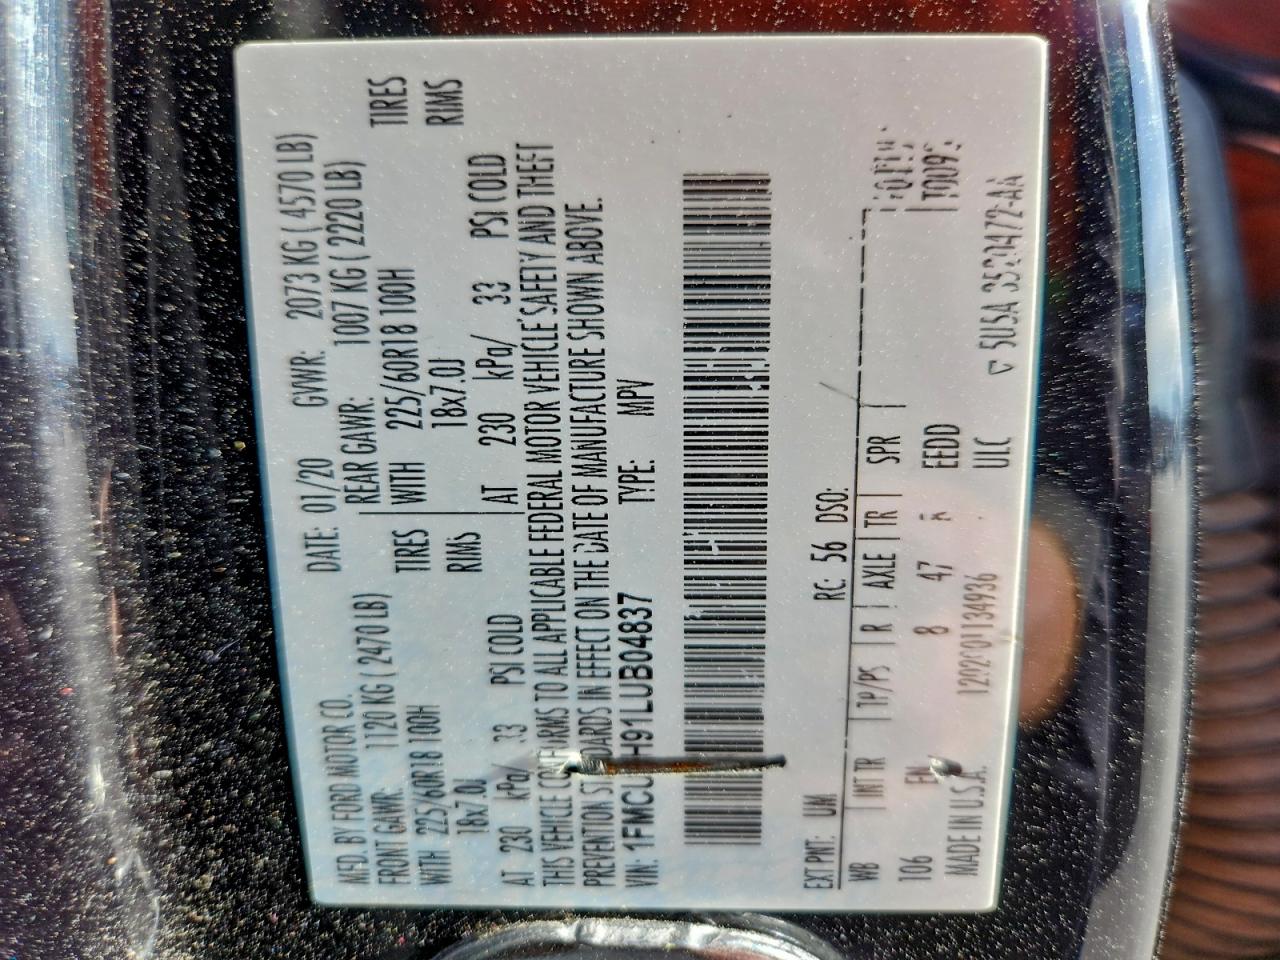 MFD. BY FORD MOTOR CO. DATE: 01/20 GVWR: 2073 KG ( 4570 LB)
FRONT GAWR: 1120 KG ( 2470 LB) REAR GAWR: 1007 KG ( 2220 LB)
WITH 225/60R18 100H TIRES WITH 225/60R18 100H TIRES
18x7.0J RIMS 18x7.0J RIMS
AT 230 kPa/ 33 PSI COLD AT 230 kPa/ 33 PSI COLD
THIS VEHICLE TO ALL APPLICABLE FEDERAL MOTOR VEHICLE SAFETY AND THEFT
PREVENTION IN EFFECT ON THE DATE OF MANUFACTURE SHOWN ABOVE.
VIN: 1FMCU H91LUB04837 TYPE: MPV
EXT PNT: UM RC: 56 DSO:
WB INT TR TP/PS R AXLE TR SPR
106 8 47 EEDD
MADE IN U.S.A. UIC